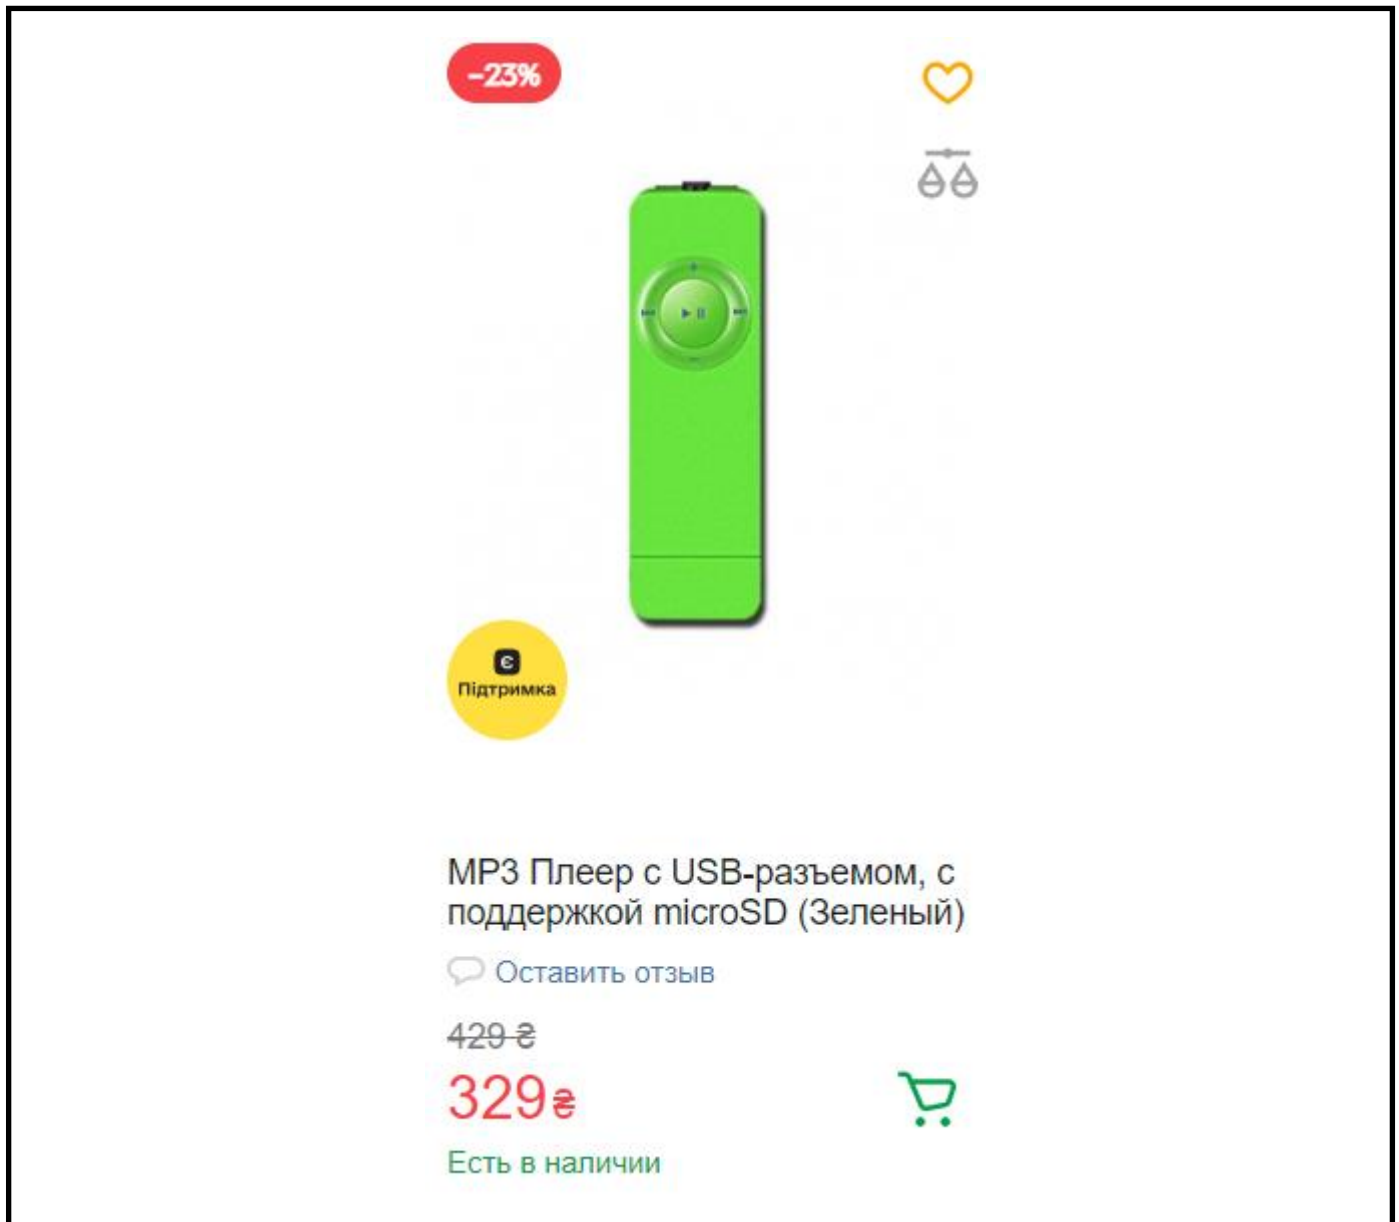 –23%
є
Підтримка
MP3 Плеер с USB-разъемом, с
поддержкой microSD (Зеленый)
Оставить отзыв
429 ₴
329 ₴
Есть в наличии